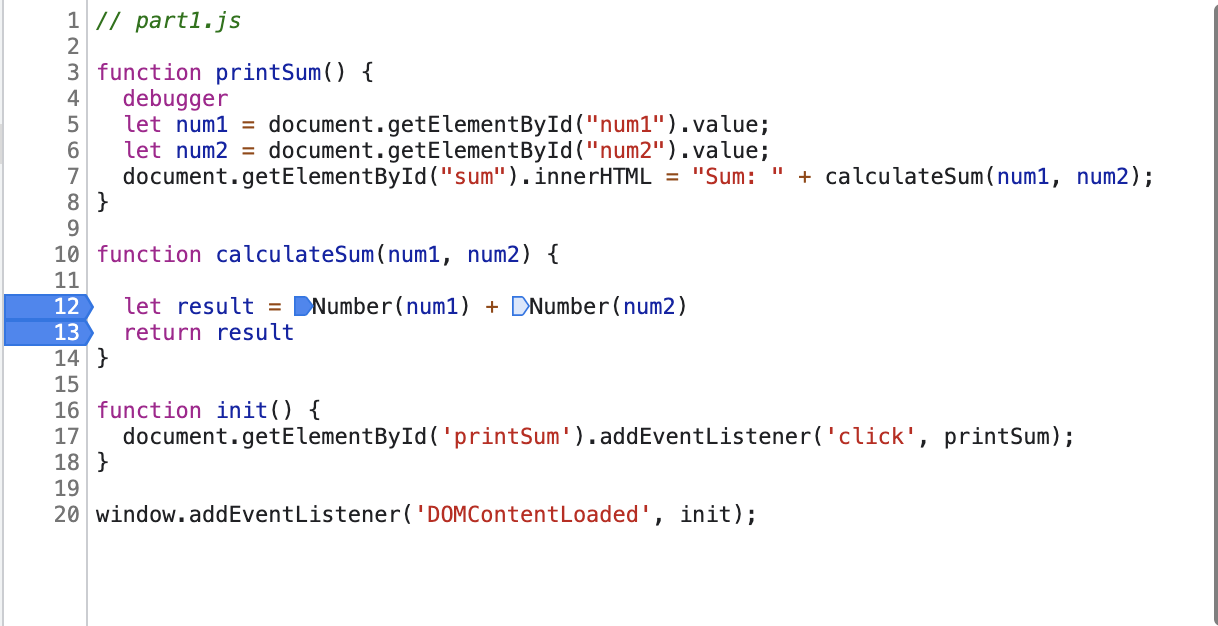 1 // part1.js
2
3 function printSum() {
4   debugger
5   let num1 = document.getElementById("num1").value;
6   let num2 = document.getElementById("num2").value;
7   document.getElementById("sum").innerHTML = "Sum: " + calculateSum(num1, num2);
8 }
9
10 function calculateSum(num1, num2) {
11
12   let result = Number(num1) + Number(num2)
13   return result
14 }
15
16 function init() {
17   document.getElementById('printSum').addEventListener('click', printSum);
18 }
19
20 window.addEventListener('DOMContentLoaded', init);